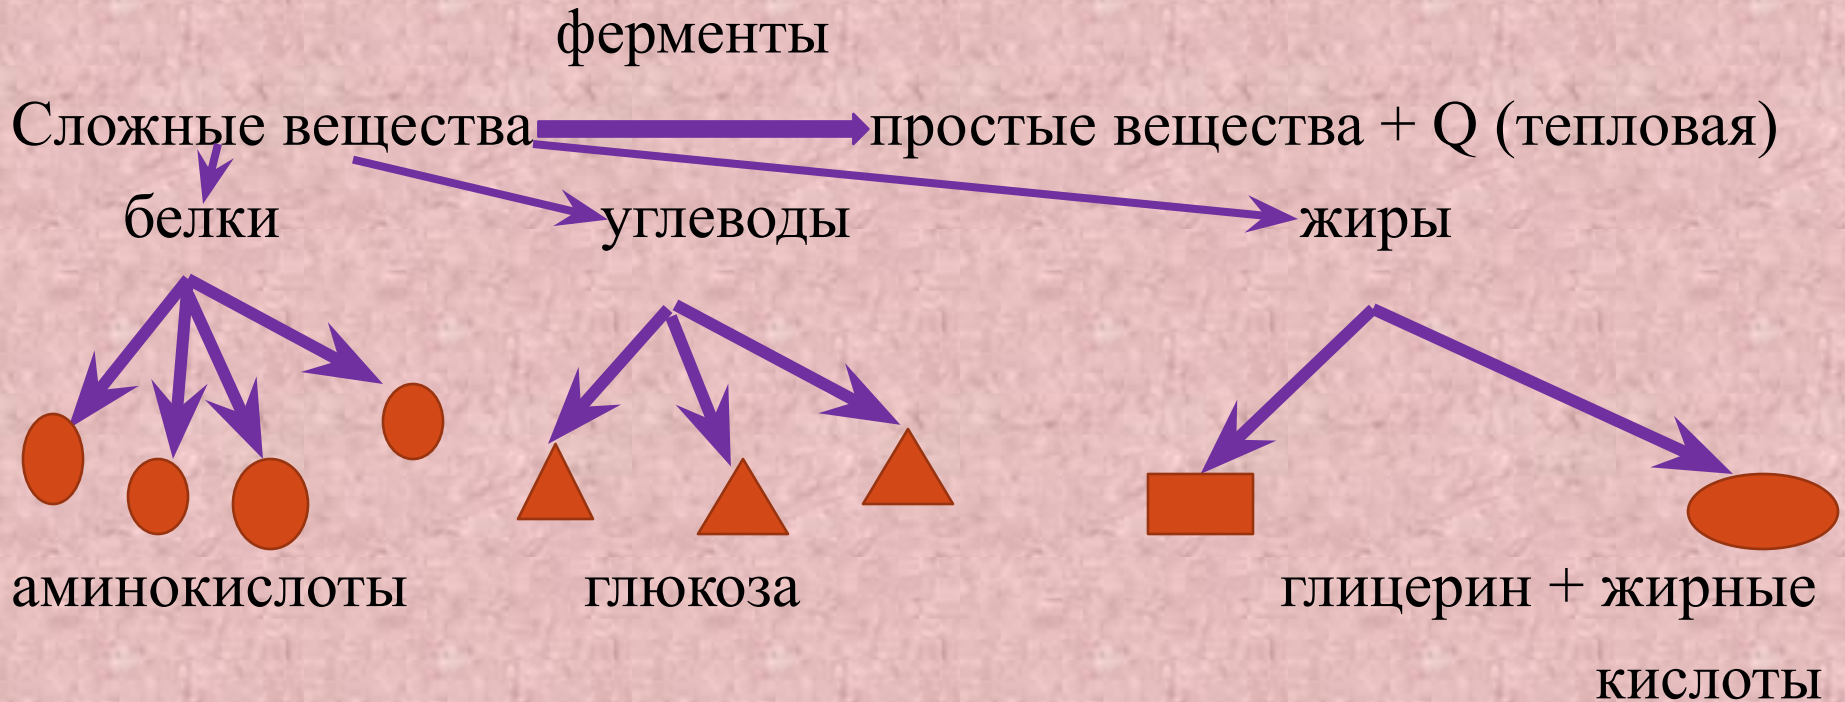 ферменты
Сложные вещества простые вещества + Q (тепловая)
белки углеводы жиры
аминокислоты глюкоза глицерин + жирные
кислоты